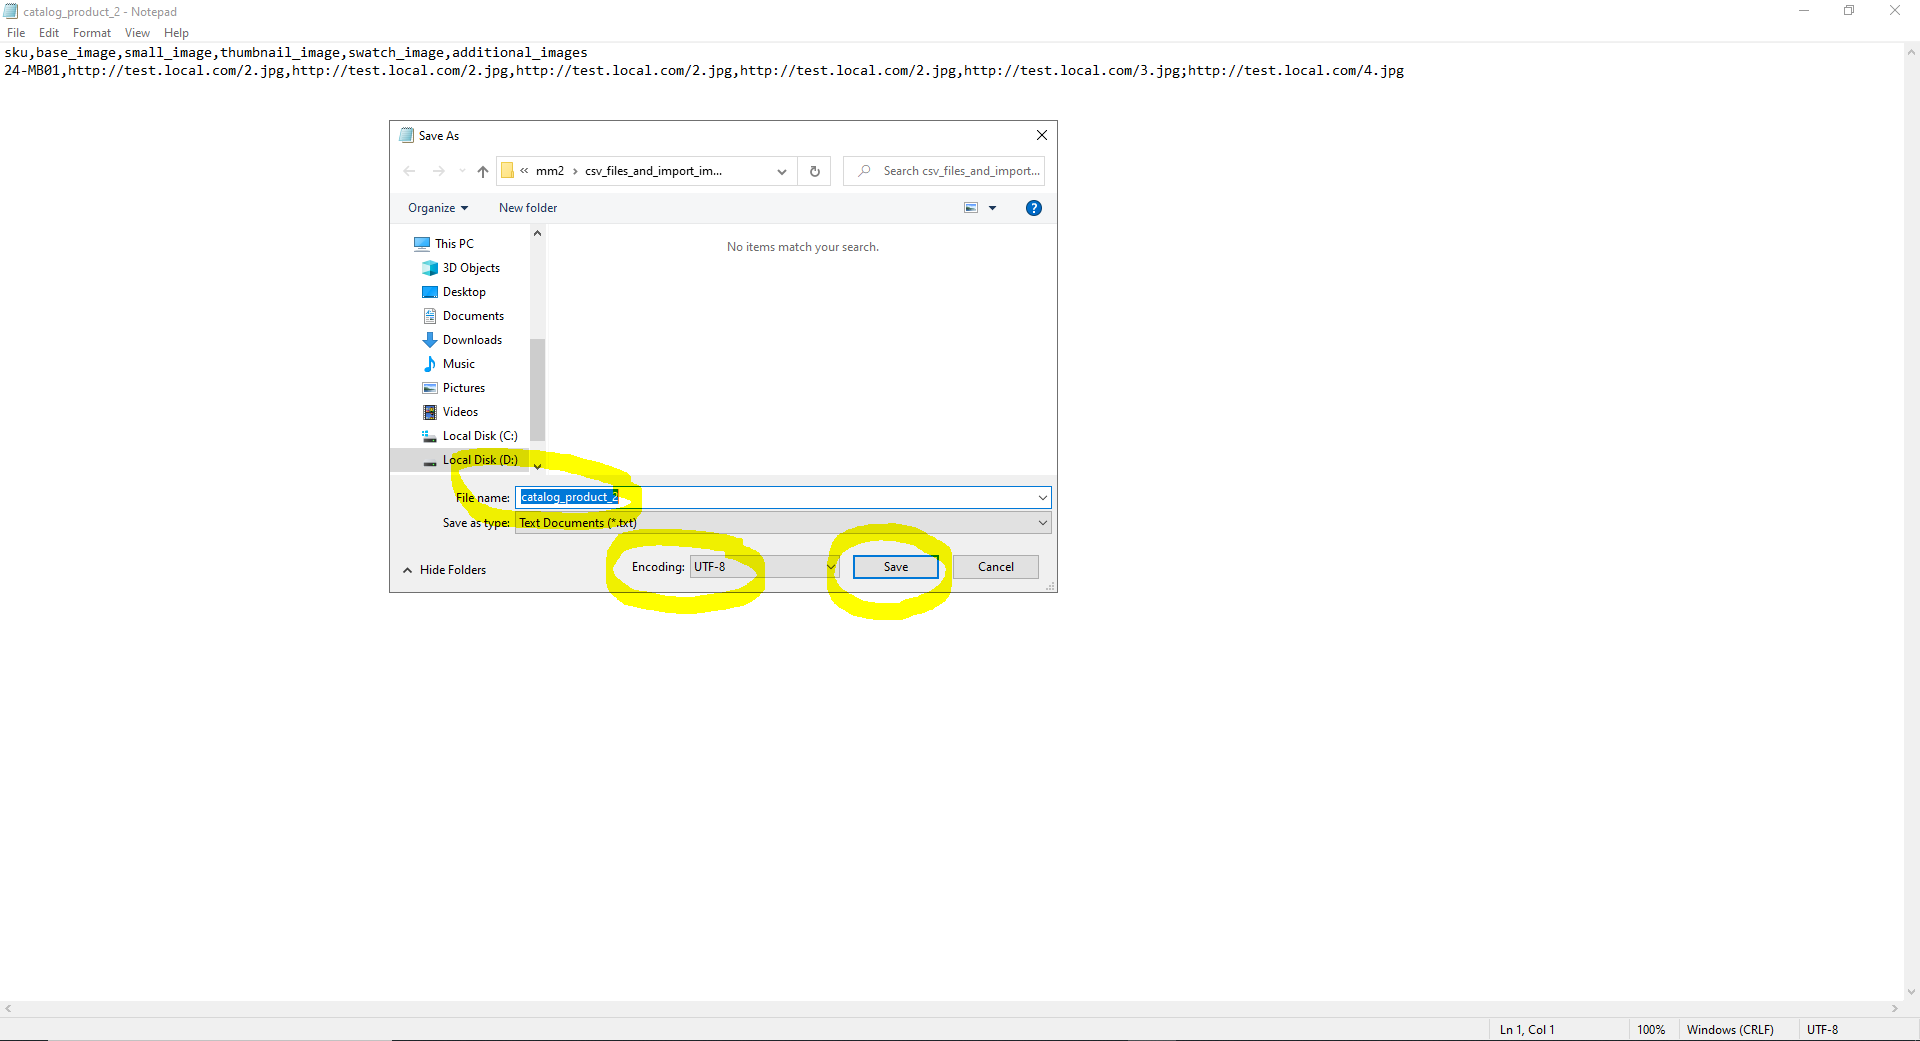 catalog_product_2 - Notepad
File Edit Format View Help
sku,base_image,small_image,thumbnail_image,swatch_image,additional_images
24-MB01,http://test.local.com/2.jpg,http://test.local.com/2.jpg,http://test.local.com/2.jpg,http://test.local.com/2.jpg,http://test.local.com/3.jpg;http://test.local.com/4.jpg
Save As
« mm2 › csv_files_and_import_im...
Search csv_files_and_import...
Organize New folder
?
This PC
No items match your search.
3D Objects
Desktop
Documents
Downloads
Music
Pictures
Videos
Local Disk (C:)
Local Disk (D:)
File name: catalog_product_2
Save as type: Text Documents (*.txt)
Hide Folders Encoding: UTF-8 Save Cancel
Ln 1, Col 1 100% Windows (CRLF) UTF-8